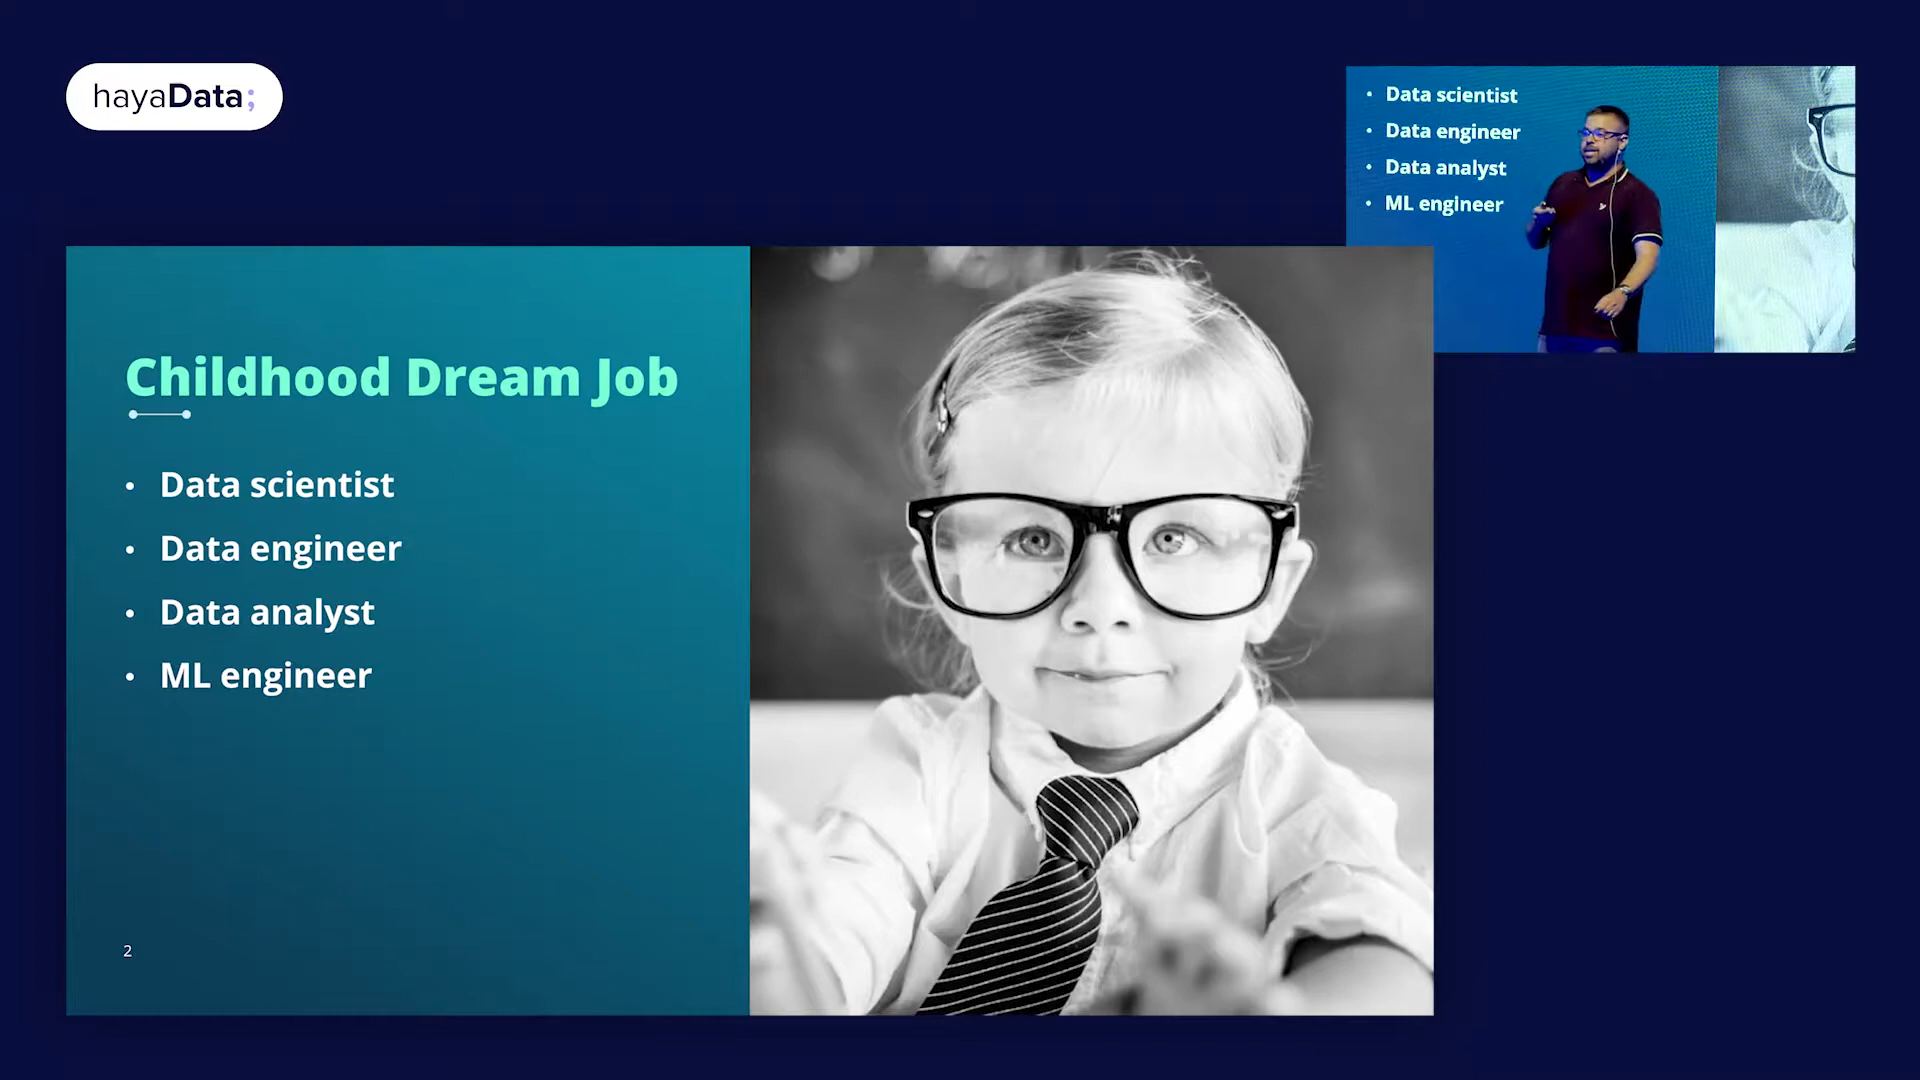 hayaData;
Data scientist
Data engineer
Data analyst
ML engineer
Childhood Dream Job
• Data scientist
• Data engineer
• Data analyst
• ML engineer
2